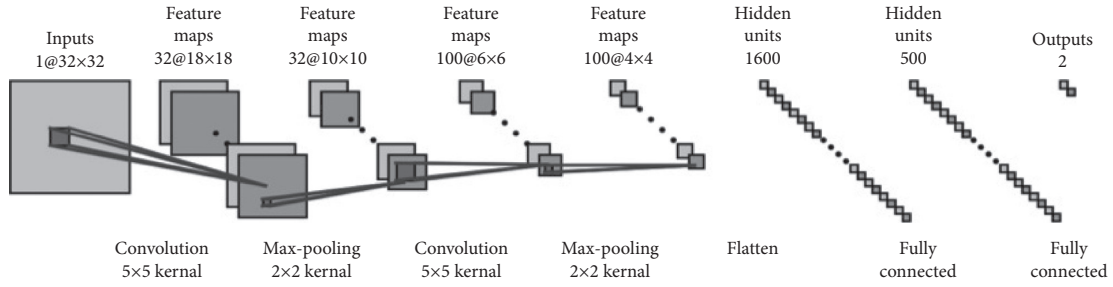 Inputs
1@32×32
Feature
maps
32@18×18
Feature
maps
32@10×10
Feature
maps
100@6×6
Feature
maps
100@4×4
Hidden
units
1600
Hidden
units
500
Outputs
2
Convolution
5×5 kernal
Max-pooling
2×2 kernal
Convolution
5×5 kernal
Max-pooling
2×2 kernal
Flatten
Fully
connected
Fully
connected